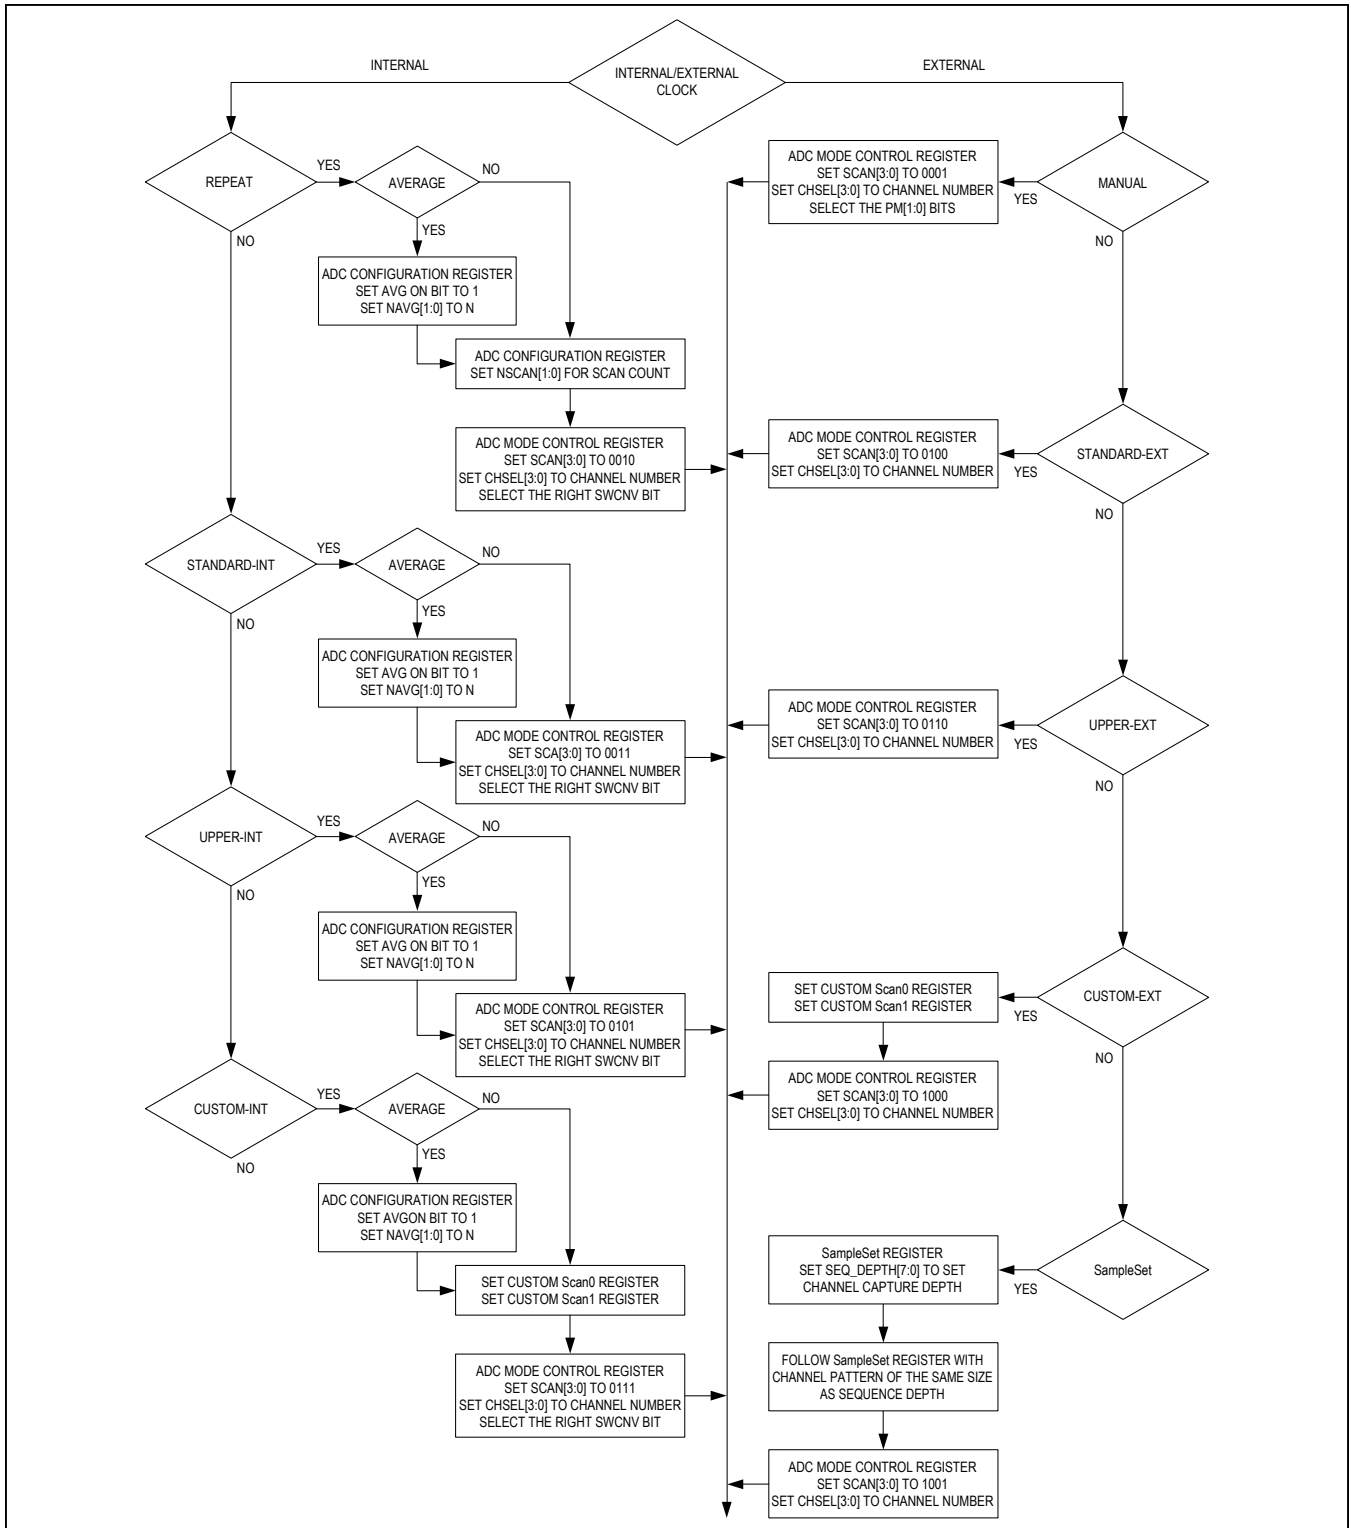 INTERNAL
INTERNAL/EXTERNAL
CLOCK
EXTERNAL
REPEAT
YES
AVERAGE
NO
YES
NO
ADC CONFIGURATION REGISTER
SET AVG ON BIT TO 1
SET NAVG[1:0] TO N
ADC CONFIGURATION REGISTER
SET NSCAN[1:0] FOR SCAN COUNT
ADC MODE CONTROL REGISTER
SET SCAN[3:0] TO 0010
SET CHSEL[3:0] TO CHANNEL NUMBER
SELECT THE RIGHT SWCNV BIT
STANDARD-INT
YES
AVERAGE
NO
YES
NO
ADC CONFIGURATION REGISTER
SET AVG ON BIT TO 1
SET NAVG[1:0] TO N
ADC MODE CONTROL REGISTER
SET SCA[3:0] TO 0011
SET CHSEL[3:0] TO CHANNEL NUMBER
SELECT THE RIGHT SWCNV BIT
UPPER-INT
YES
AVERAGE
NO
YES
NO
ADC CONFIGURATION REGISTER
SET AVG ON BIT TO 1
SET NAVG[1:0] TO N
ADC MODE CONTROL REGISTER
SET SCAN[3:0] TO 0101
SET CHSEL[3:0] TO CHANNEL NUMBER
SELECT THE RIGHT SWCNV BIT
CUSTOM-INT
YES
AVERAGE
NO
YES
NO
ADC CONFIGURATION REGISTER
SET AVGON BIT TO 1
SET NAVG[1:0] TO N
SET CUSTOM Scan0 REGISTER
SET CUSTOM Scan1 REGISTER
ADC MODE CONTROL REGISTER
SET SCAN[3:0] TO 0111
SET CHSEL[3:0] TO CHANNEL NUMBER
SELECT THE RIGHT SWCNV BIT
ADC MODE CONTROL REGISTER
SET SCAN[3:0] TO 0001
SET CHSEL[3:0] TO CHANNEL NUMBER
SELECT THE PM[1:0] BITS
YES
MANUAL
NO
ADC MODE CONTROL REGISTER
SET SCAN[3:0] TO 0100
SET CHSEL[3:0] TO CHANNEL NUMBER
YES
STANDARD-EXT
NO
ADC MODE CONTROL REGISTER
SET SCAN[3:0] TO 0110
SET CHSEL[3:0] TO CHANNEL NUMBER
YES
UPPER-EXT
NO
SET CUSTOM Scan0 REGISTER
SET CUSTOM Scan1 REGISTER
YES
CUSTOM-EXT
NO
ADC MODE CONTROL REGISTER
SET SCAN[3:0] TO 1000
SET CHSEL[3:0] TO CHANNEL NUMBER
SampleSet REGISTER
SET SEQ_DEPTH[7:0] TO SET
CHANNEL CAPTURE DEPTH
YES
SampleSet
FOLLOW SampleSet REGISTER WITH
CHANNEL PATTERN OF THE SAME SIZE
AS SEQUENCE DEPTH
ADC MODE CONTROL REGISTER
SET SCAN[3:0] TO 1001
SET CHSEL[3:0] TO CHANNEL NUMBER